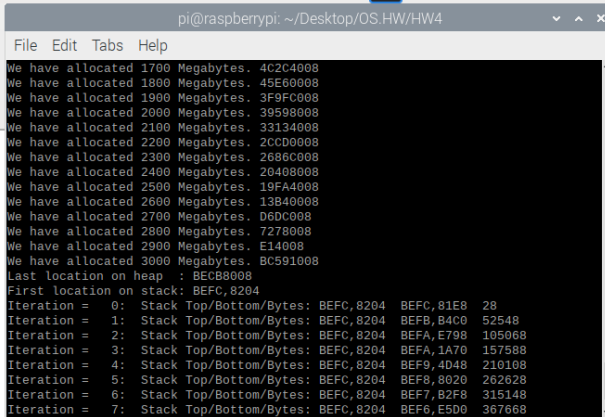 pi@raspberrypi: ~/Desktop/OS.HW/HW4
File Edit Tabs Help
We have allocated 1700 Megabytes. 4C2C4008
We have allocated 1800 Megabytes. 45E60008
We have allocated 1900 Megabytes. 3F9FC008
We have allocated 2000 Megabytes. 39598008
We have allocated 2100 Megabytes. 33134008
We have allocated 2200 Megabytes. 2CCD0008
We have allocated 2300 Megabytes. 2686C008
We have allocated 2400 Megabytes. 20408008
We have allocated 2500 Megabytes. 19FA4008
We have allocated 2600 Megabytes. 13B40008
We have allocated 2700 Megabytes. D6DC008
We have allocated 2800 Megabytes. 7278008
We have allocated 2900 Megabytes. E14008
We have allocated 3000 Megabytes. BC591008
Last location on heap : BECB8008
First location on stack: BEFC,8204
Iteration = 0: Stack Top/Bottom/Bytes: BEFC,8204 BEFC,81E8 28
Iteration = 1: Stack Top/Bottom/Bytes: BEFC,8204 BEFB,B4C0 52548
Iteration = 2: Stack Top/Bottom/Bytes: BEFC,8204 BEFA,E798 105068
Iteration = 3: Stack Top/Bottom/Bytes: BEFC,8204 BEFA,1A70 157588
Iteration = 4: Stack Top/Bottom/Bytes: BEFC,8204 BEF9,4D48 210108
Iteration = 5: Stack Top/Bottom/Bytes: BEFC,8204 BEF8,8020 262628
Iteration = 6: Stack Top/Bottom/Bytes: BEFC,8204 BEF7,B2F8 315148
Iteration = 7: Stack Top/Bottom/Bytes: BEFC,8204 BEF6,E5D0 367668